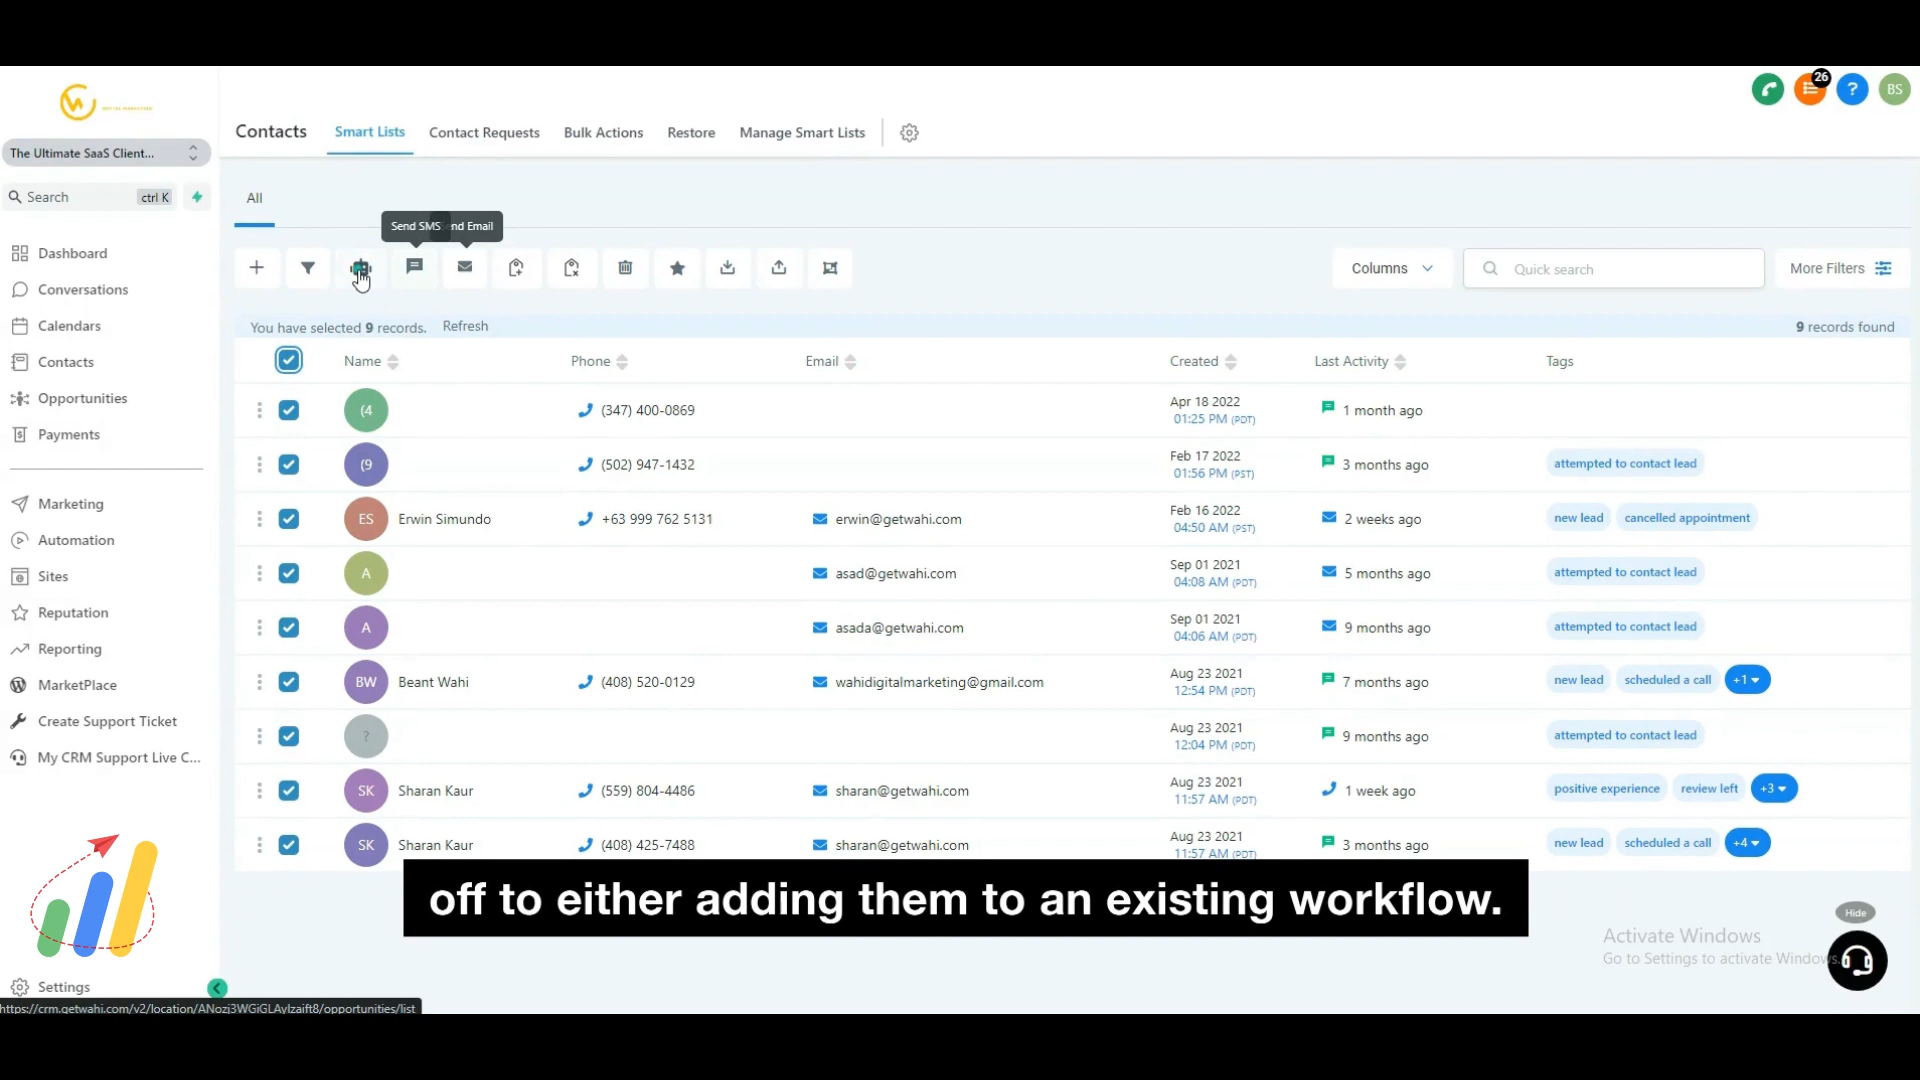 26
?
BS
Contacts
Smart Lists
Contact Requests
Bulk Actions
Restore
Manage Smart Lists
The Ultimate SaaS Client...
Search
ctrl K
All
Send SMS
nd Email
Columns
Quick search
More Filters
You have selected 9 records.
Refresh
9 records found
Name
Phone
Email
Created
Last Activity
Tags
(4
(347) 400-0869
Apr 18 2022
01:25 PM (PDT)
1 month ago
(9
(502) 947-1432
Feb 17 2022
01:56 PM (PST)
3 months ago
attempted to contact lead
ES
Erwin Simundo
+63 999 762 5131
erwin@getwahi.com
Feb 16 2022
04:50 AM (PST)
2 weeks ago
new lead
cancelled appointment
A
asad@getwahi.com
Sep 01 2021
04:08 AM (PDT)
5 months ago
attempted to contact lead
A
asada@getwahi.com
Sep 01 2021
04:06 AM (PDT)
9 months ago
attempted to contact lead
BW
Beant Wahi
(408) 520-0129
wahidigitalmarketing@gmail.com
Aug 23 2021
12:54 PM (PDT)
7 months ago
new lead
scheduled a call
+1
?
Aug 23 2021
12:04 PM (PDT)
9 months ago
attempted to contact lead
SK
Sharan Kaur
(559) 804-4486
sharan@getwahi.com
Aug 23 2021
11:57 AM (PDT)
1 week ago
positive experience
review left
+3
SK
Sharan Kaur
(408) 425-7488
sharan@getwahi.com
Aug 23 2021
11:57 AM (PDT)
3 months ago
new lead
scheduled a call
+4
Dashboard
Conversations
Calendars
Contacts
Opportunities
Payments
Marketing
Automation
Sites
Reputation
Reporting
MarketPlace
Create Support Ticket
My CRM Support Live C...
Settings
off to either adding them to an existing workflow.
Hide
Activate Windows
Go to Settings to activate Windows.